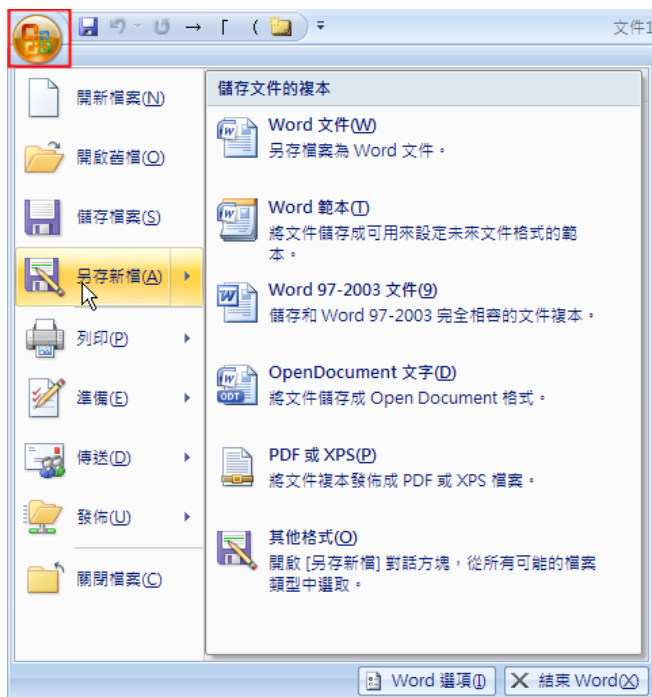 文件1
開新檔案(N)
開啟舊檔(O)
儲存檔案(S)
另存新檔(A)
列印(P)
準備(E)
傳送(D)
發佈(U)
關閉檔案(C)
儲存文件的複本
Word 文件(W)
另存檔案為 Word 文件。
Word 範本(T)
將文件儲存成可用來設定未來文件格式的範
本。
Word 97-2003 文件(9)
儲存和 Word 97-2003 完全相容的文件複本。
OpenDocument 文字(D)
ODT
將文件儲存成 Open Document 格式。
PDF 或 XPS(P)
將文件複本發佈成 PDF 或 XPS 檔案。
其他格式(O)
開啟 [另存新檔] 對話方塊，從所有可能的檔案
類型中選取。
Word 選項(I)
結束 Word(X)